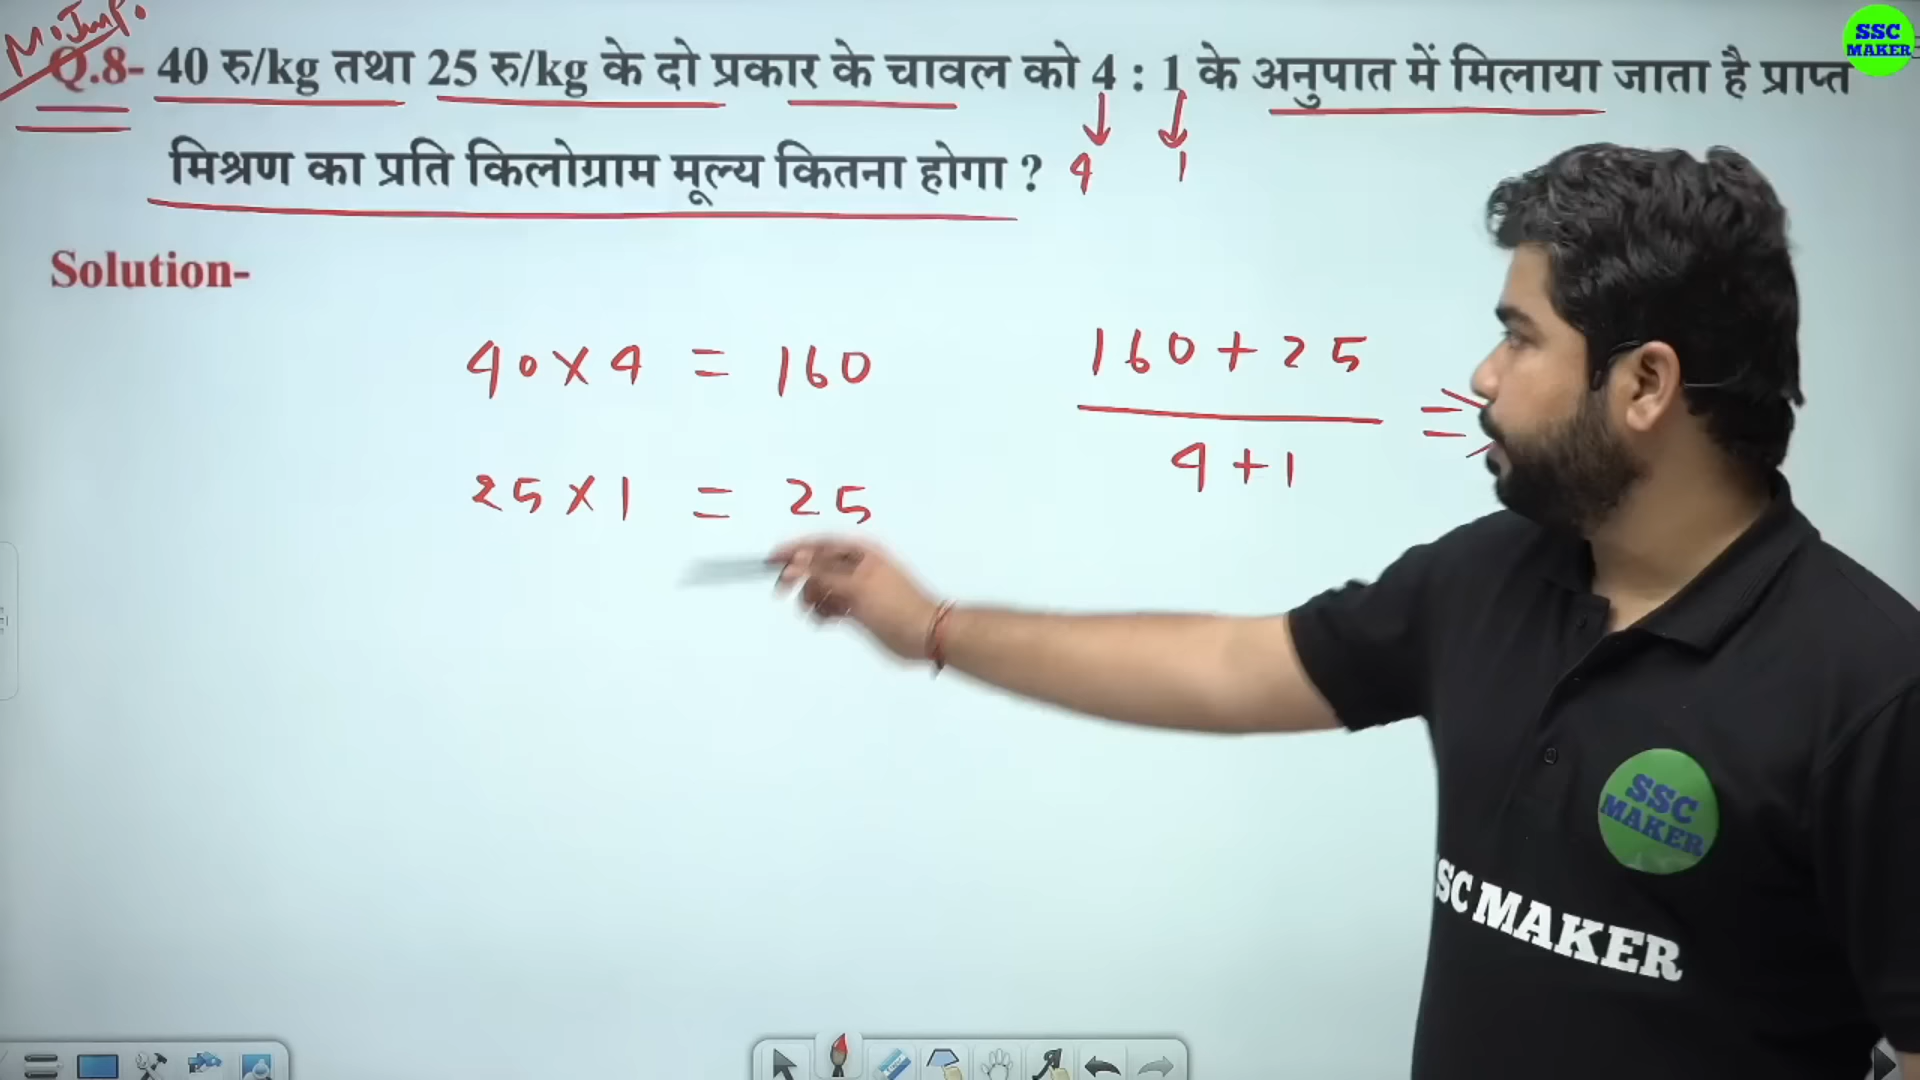 M.Imp.
SSC
MAKER
Q.8- 40 रु/kg तथा 25 रु/kg के दो प्रकार के चावल को 4 : 1 के अनुपात में मिलाया जाता है प्राप्त
मिश्रण का प्रति किलोग्राम मूल्य कितना होगा ? 4 1
Solution-
40 × 4 = 160
25 × 1 = 25
160 + 25
4 + 1
=
SSC
MAKER
SC MAKER